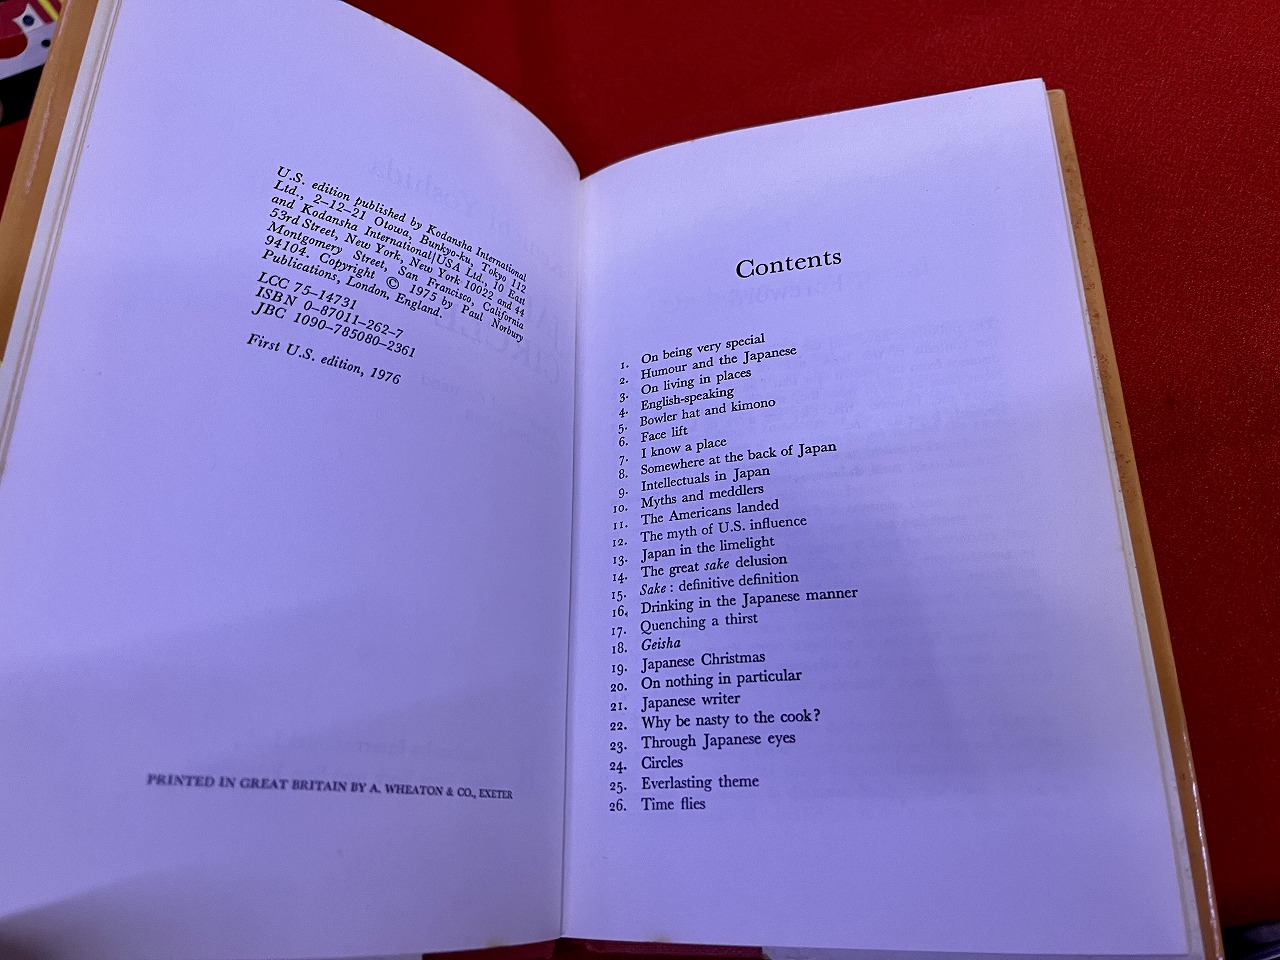 U.S. edition published by Kodansha International
Ltd., 2–12–21 Otowa, Bunkyo-ku, Tokyo 112
and Kodansha International/USA Ltd., 10 East
53rd Street, New York, New York 10022 and 44
Montgomery Street, San Francisco, California
94104. Copyright © 1975 by Paul Norbury
Publications, London, England.
LCC 75–14731
ISBN 0–87011–262–7
JBC 1090–785080–2361
First U.S. edition, 1976
PRINTED IN GREAT BRITAIN BY A. WHEATON & CO., EXETER
Contents
1. On being very special
2. Humour and the Japanese
3. On living in places
4. English-speaking
5. Bowler hat and kimono
6. Face lift
7. I know a place
8. Somewhere at the back of Japan
9. Intellectuals in Japan
10. Myths and meddlers
11. The Americans landed
12. The myth of U.S. influence
13. Japan in the limelight
14. The great sake delusion
15. Sake: definitive definition
16. Drinking in the Japanese manner
17. Quenching a thirst
18. Geisha
19. Japanese Christmas
20. On nothing in particular
21. Japanese writer
22. Why be nasty to the cook?
23. Through Japanese eyes
24. Circles
25. Everlasting theme
26. Time flies